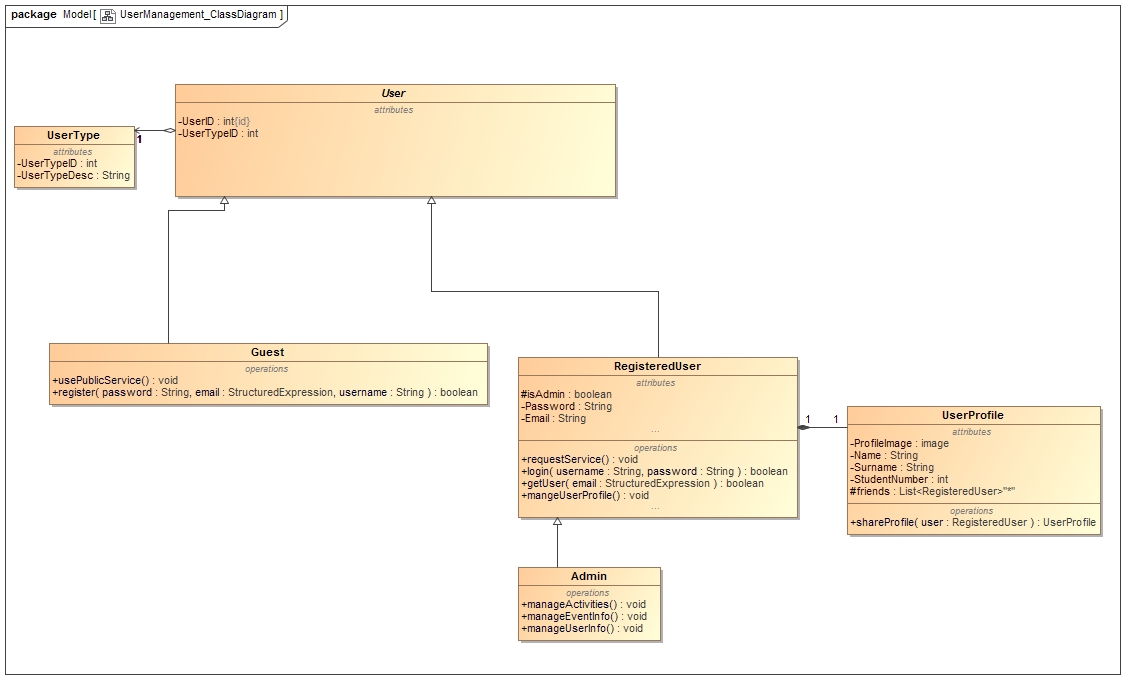 package Model[ UserManagement_ClassDiagram ]
User
attributes
-UserID : int{id}
-UserTypeID : int
UserType
attributes
-UserTypeID : int
-UserTypeDesc : String
1
Guest
operations
+usePublicService() : void
+register( password : String, email : StructuredExpression, username : String ) : boolean
RegisteredUser
attributes
#isAdmin : boolean
-Password : String
-Email : String
...
operations
+requestService() : void
+login( username : String, password : String ) : boolean
+getUser( email : StructuredExpression ) : boolean
+mangeUserProfile() : void
...
1 1
UserProfile
attributes
-ProfileImage : image
-Name : String
-Surname : String
-StudentNumber : int
#friends : List<RegisteredUser>"*"
operations
+shareProfile( user : RegisteredUser ) : UserProfile
Admin
operations
+manageActivities() : void
+manageEventInfo() : void
+manageUserInfo() : void